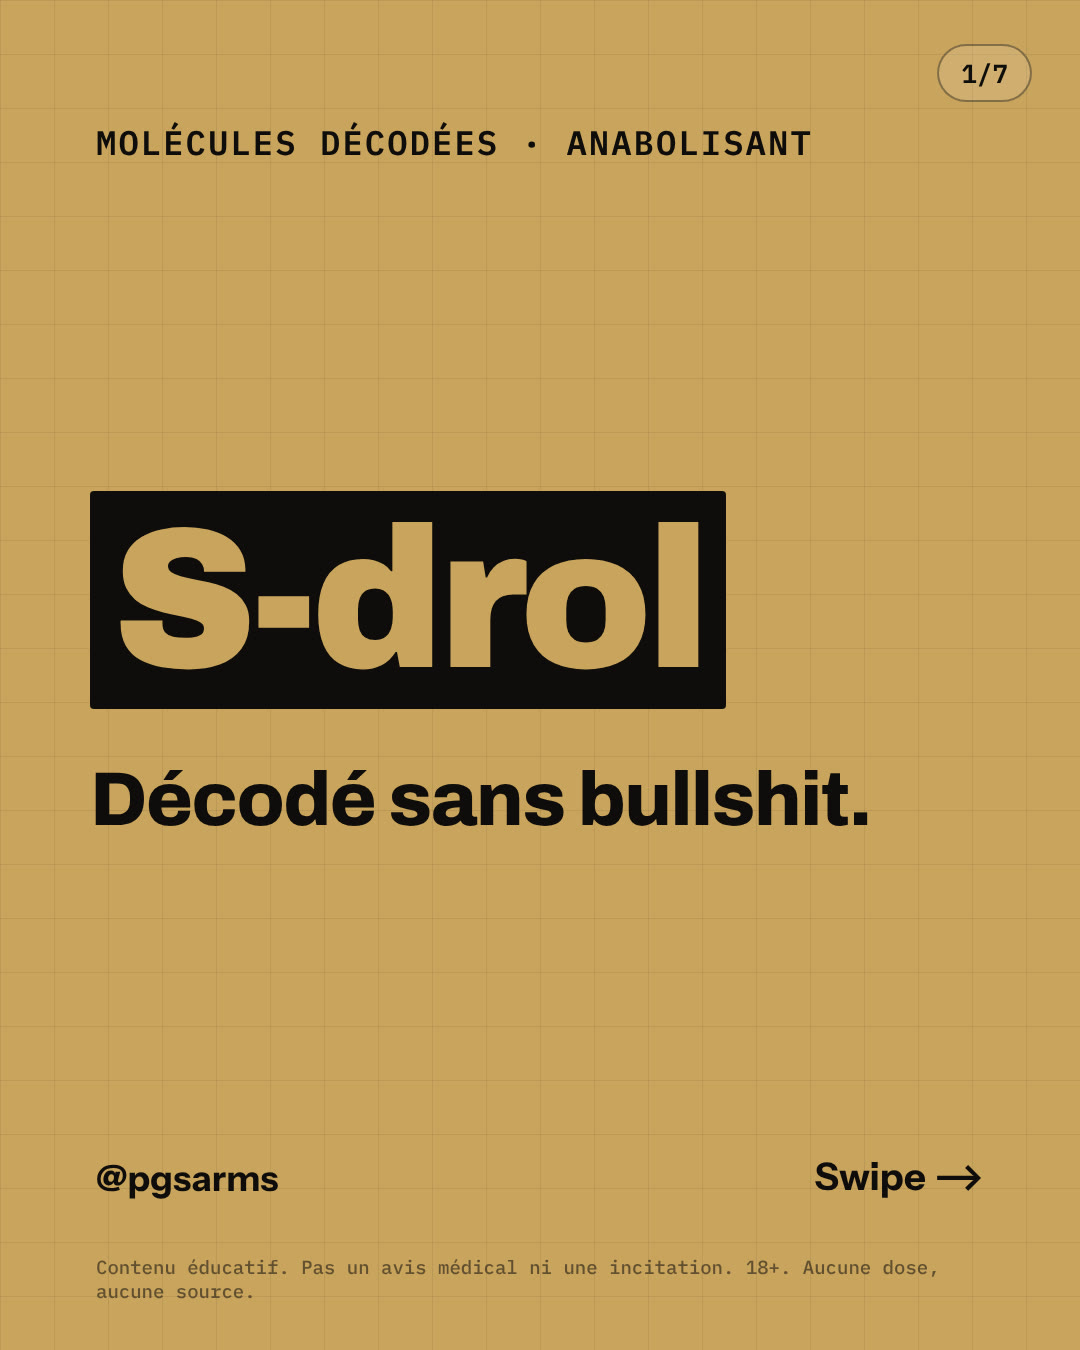 1/7
MOLÉCULES DÉCODÉES · ANABOLISANT
S-drol
Décodé sans bullshit.
@pgsarms
Swipe →
Contenu éducatif. Pas un avis médical ni une incitation. 18+. Aucune dose,
aucune source.